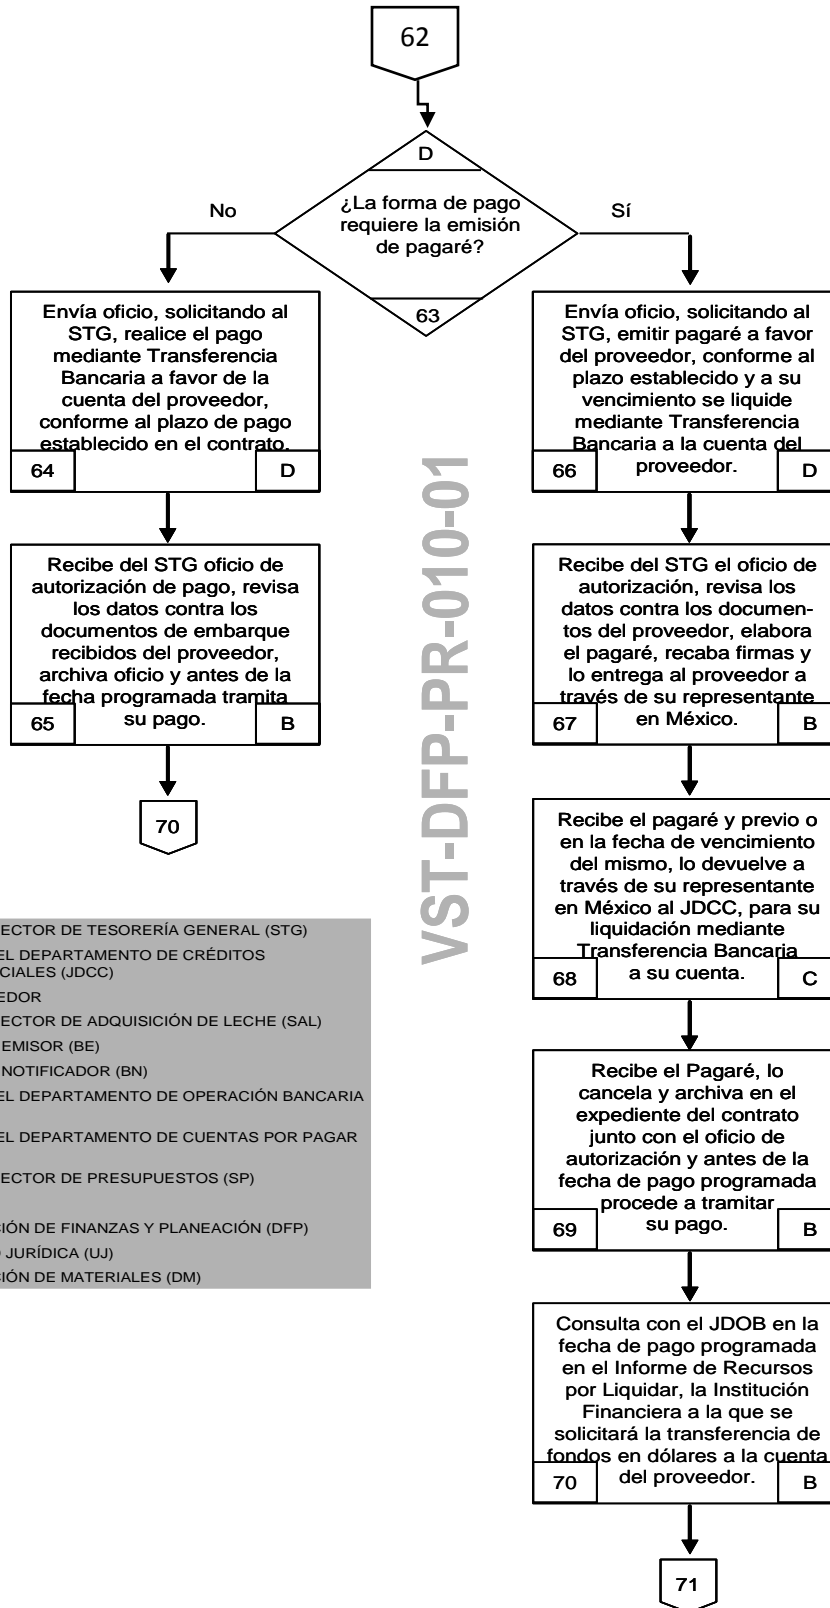 62
D
¿La forma de pago
requiere la emisión
de pagaré?
63
No
Sí
Envía oficio, solicitando al
STG, realice el pago
mediante Transferencia
Bancaria a favor de la
cuenta del proveedor,
conforme al plazo de pago
establecido en el contrato.
64
D
Recibe del STG oficio de
autorización de pago, revisa
los datos contra los
documentos de embarque
recibidos del proveedor,
archiva oficio y antes de la
fecha programada tramita
su pago.
65
B
70
Envía oficio, solicitando al
STG, emitir pagaré a favor
del proveedor, conforme al
plazo establecido y a su
vencimiento se liquide
mediante Transferencia
Bancaria a la cuenta del
proveedor.
66
D
Recibe del STG el oficio de
autorización, revisa los
datos contra los documen-
tos del proveedor, elabora
el pagaré, recaba firmas y
lo entrega al proveedor a
través de su representante
en México.
67
B
Recibe el pagaré y previo o
en la fecha de vencimiento
del mismo, lo devuelve a
través de su representante
en México al JDCC, para su
liquidación mediante
Transferencia Bancaria
a su cuenta.
68
C
Recibe el Pagaré, lo
cancela y archiva en el
expediente del contrato
junto con el oficio de
autorización y antes de la
fecha de pago programada
procede a tramitar
su pago.
69
B
Consulta con el JDOB en la
fecha de pago programada
en el Informe de Recursos
por Liquidar, la Institución
Financiera a la que se
solicitará la transferencia de
fondos en dólares a la cuenta
del proveedor.
70
B
71
VST-DFP-PR-010-01
ECTOR DE TESORERÍA GENERAL (STG)
EL DEPARTAMENTO DE CRÉDITOS
CIALES (JDCC)
EDOR
ECTOR DE ADQUISICIÓN DE LECHE (SAL)
EMISOR (BE)
NOTIFICADOR (BN)
EL DEPARTAMENTO DE OPERACIÓN BANCARIA
EL DEPARTAMENTO DE CUENTAS POR PAGAR
ECTOR DE PRESUPUESTOS (SP)
CIÓN DE FINANZAS Y PLANEACIÓN (DFP)
JURÍDICA (UJ)
CIÓN DE MATERIALES (DM)